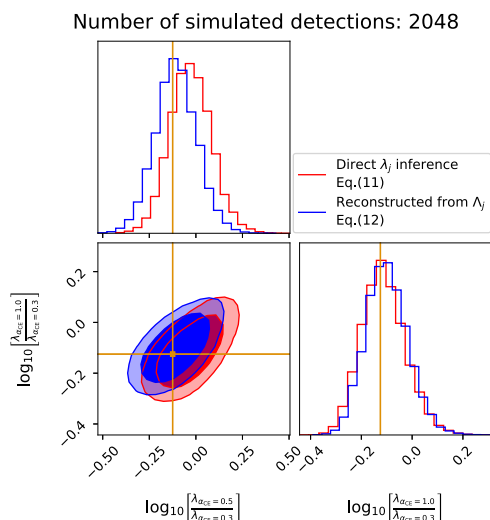 Number of simulated detections: 2048
Direct λ_j inference
Eq.(11)
Reconstructed from Λ_j
Eq.(12)
log₁₀[λ_{α_CE=1.0}/λ_{α_CE=0.3}]
0.2
0.0
−0.2
−0.4
−0.50
−0.25
0.00
0.25
0.50
−0.4
−0.2
0.0
0.2
log₁₀[λ_{α_CE=0.5}/λ_{α_CE=0.3}]
log₁₀[λ_{α_CE=1.0}/λ_{α_CE=0.3}]